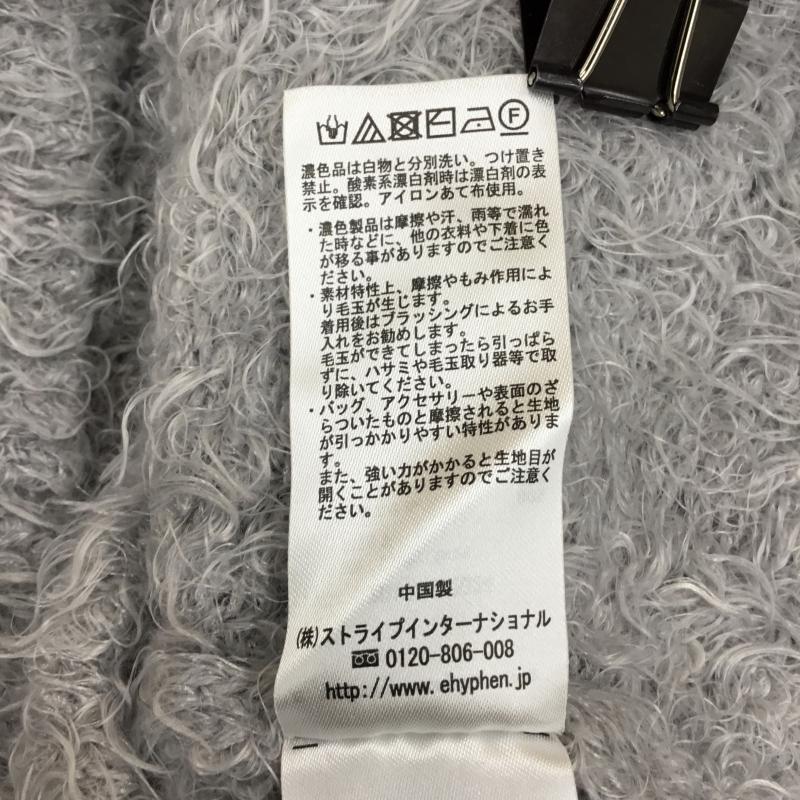 濃色品は白物と分別洗い。つけ置き
禁止。酸素系漂白剤時は漂白剤の表
示を確認。アイロンあて布使用。
・濃色製品は摩擦や汗、雨等で濡れ
た時などに、他の衣料や下着に色
が移る事がありますのでご注意く
ださい。
・素材特性上、摩擦やもみ作用によ
り毛玉が生じます。
着用後はブラッシングによるお手
入れをお勧めします。
毛玉ができてしまったら引っぱら
ずに、ハサミや毛玉取り器等で取
り除いてください。
・バッグ、アクセサリーや表面のざ
らついたものと摩擦されると生地
が引っかかりやすい特性がありま
す。
また、強い力がかかると生地目が
開くことがありますのでご注意く
ださい。
中国製
(株)ストライプインターナショナル
0120-806-008
http://www.ehyphen.jp
F